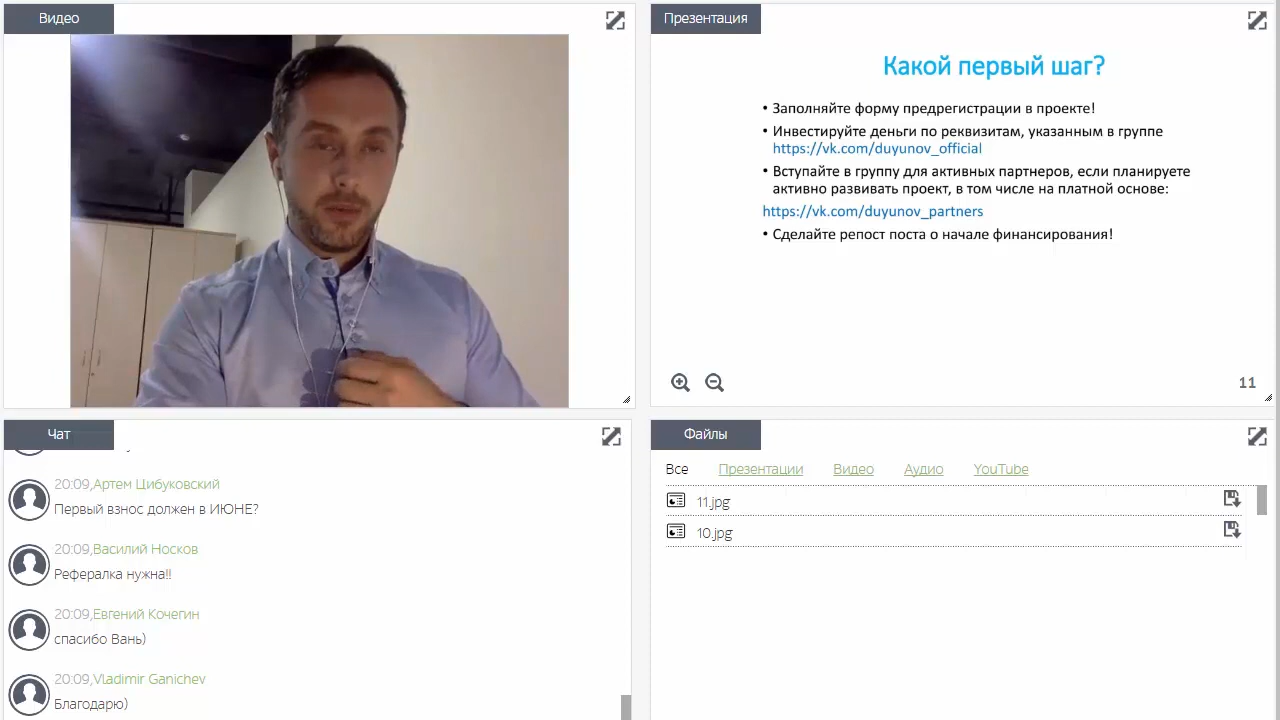 Видео
Презентация
Какой первый шаг?
• Заполняйте форму предрегистрации в проекте!
• Инвестируйте деньги по реквизитам, указанным в группе
https://vk.com/duyunov_official
• Вступайте в группу для активных партнеров, если планируете
активно развивать проект, в том числе на платной основе:
https://vk.com/duyunov_partners
• Сделайте репост поста о начале финансирования!
11
Чат
20:09,Артем Цибуковский
Первый взнос должен в ИЮНЕ?
20:09,Василий Носков
Рефералка нужна!!
20:09,Евгений Кочегин
спасибо Вань)
20:09,Vladimir Ganichev
Благодарю)
Файлы
Все Презентации Видео Аудио YouTube
11.jpg
10.jpg